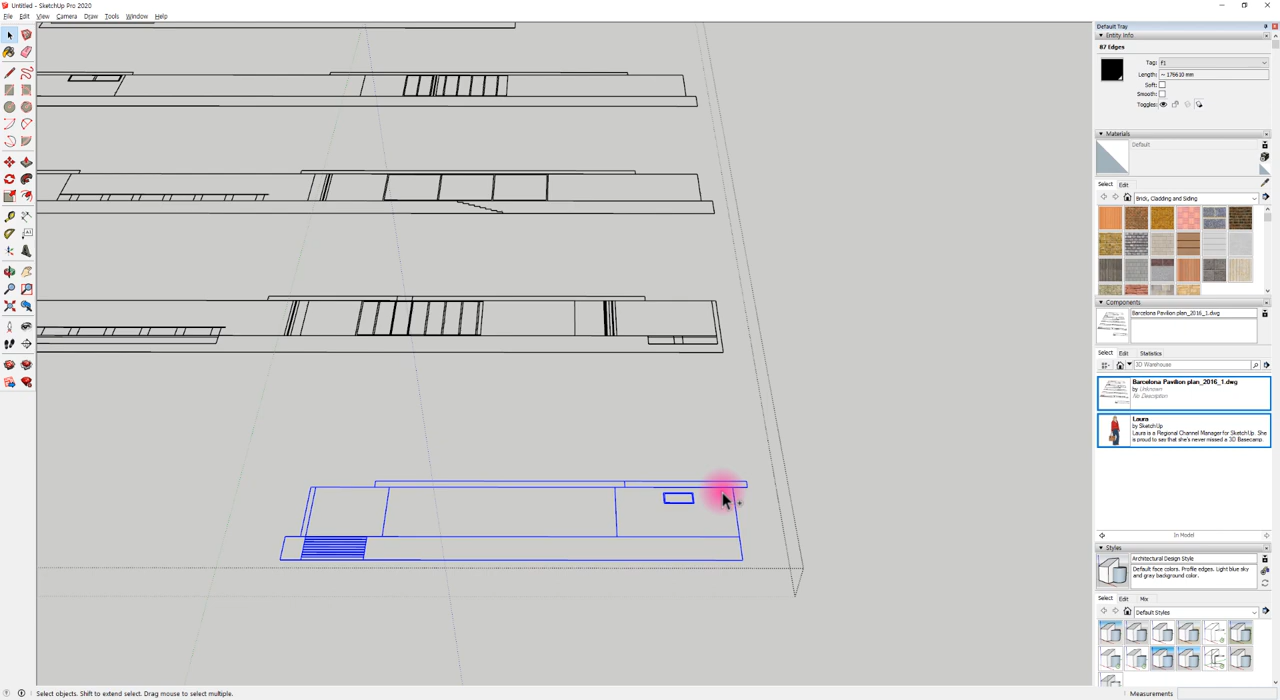 Untitled - SketchUp Pro 2020
File Edit View Camera Draw Tools Window Help
Default Tray
Entity Info
87 Edges
Tag: f1
Length: ~ 176610 mm
Soft:
Smooth:
Toggles:
Materials
Default
Select Edit
Brick, Cladding and Siding
Components
Barcelona Pavilion plan_2016_1.dwg
Select Edit Statistics
3D Warehouse
Barcelona Pavilion plan_2016_1.dwg
by Unknown
No Description
Laura
by SketchUp
Laura is a Regional Channel Manager for SketchUp. She
is proud to say that she's never missed a 3D Basecamp.
In Model
Styles
Architectural Design Style
Default face colors. Profile edges. Light blue sky
and gray background color.
Select Edit Mix
Default Styles
Select objects. Shift to extend select. Drag mouse to select multiple.
Measurements